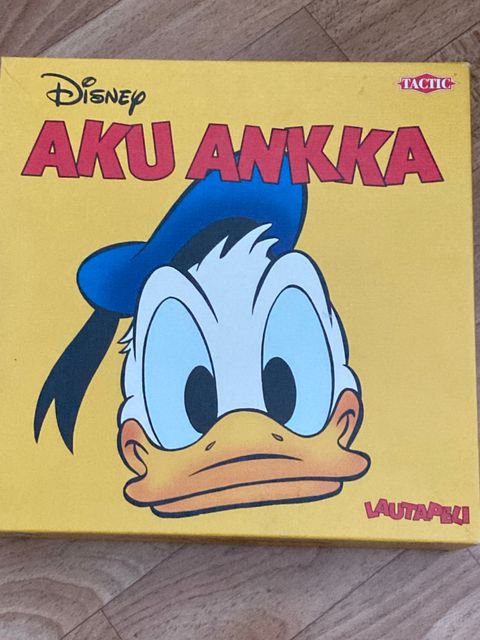 Disney
TACTIC
AKU ANKKA
LAUTAPELI